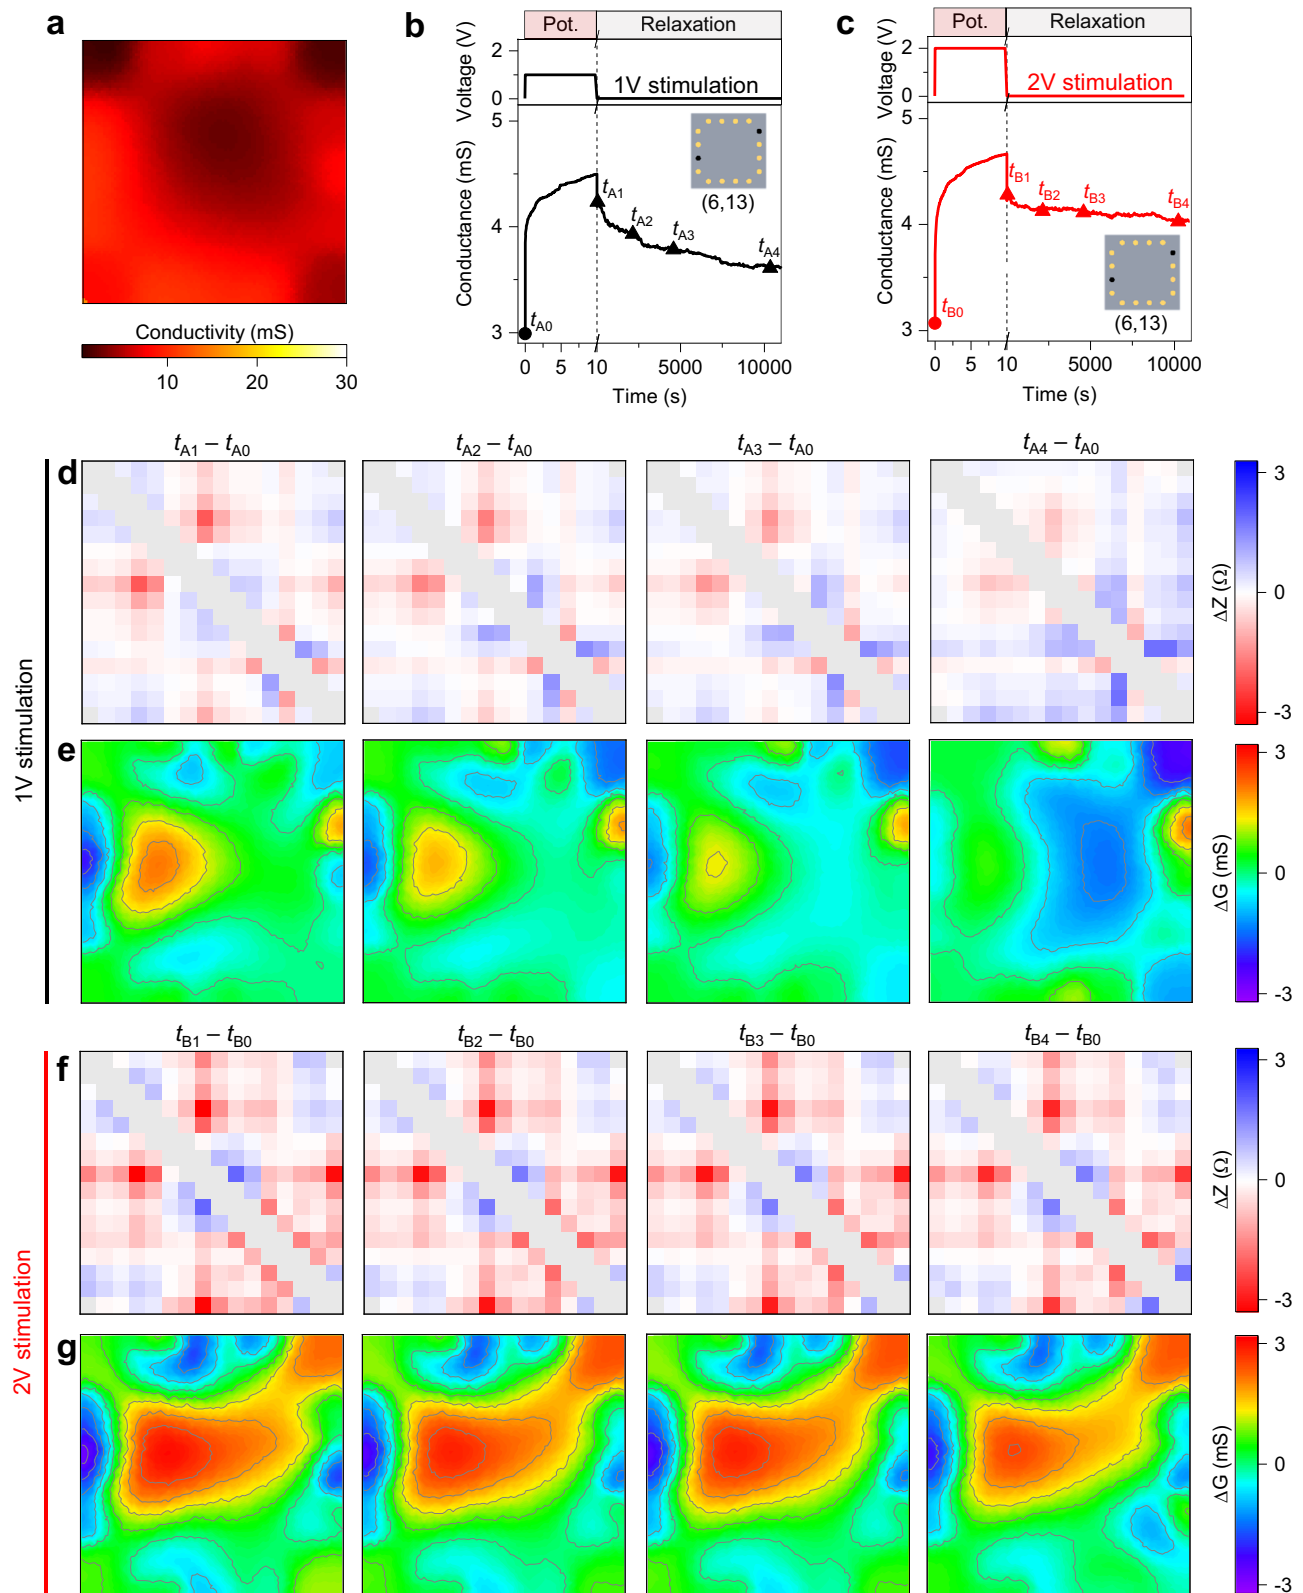 a
Conductivity (mS)
10 20 30
b
Pot. Relaxation
Voltage (V)
2
0
1V stimulation
Conductance (mS)
5
4
3
tA0
tA1
tA2
tA3
tA4
(6,13)
0 5 10 5000 10000
Time (s)
c
Pot. Relaxation
Voltage (V)
2
0
2V stimulation
Conductance (mS)
5
4
3
tB0
tB1
tB2
tB3
tB4
(6,13)
0 5 10 5000 10000
Time (s)
1V stimulation
d
tA1 – tA0
tA2 – tA0
tA3 – tA0
tA4 – tA0
3
0
-3
ΔZ (Ω)
e
3
0
-3
ΔG (mS)
2V stimulation
f
tB1 – tB0
tB2 – tB0
tB3 – tB0
tB4 – tB0
3
0
-3
ΔZ (Ω)
g
3
0
-3
ΔG (mS)